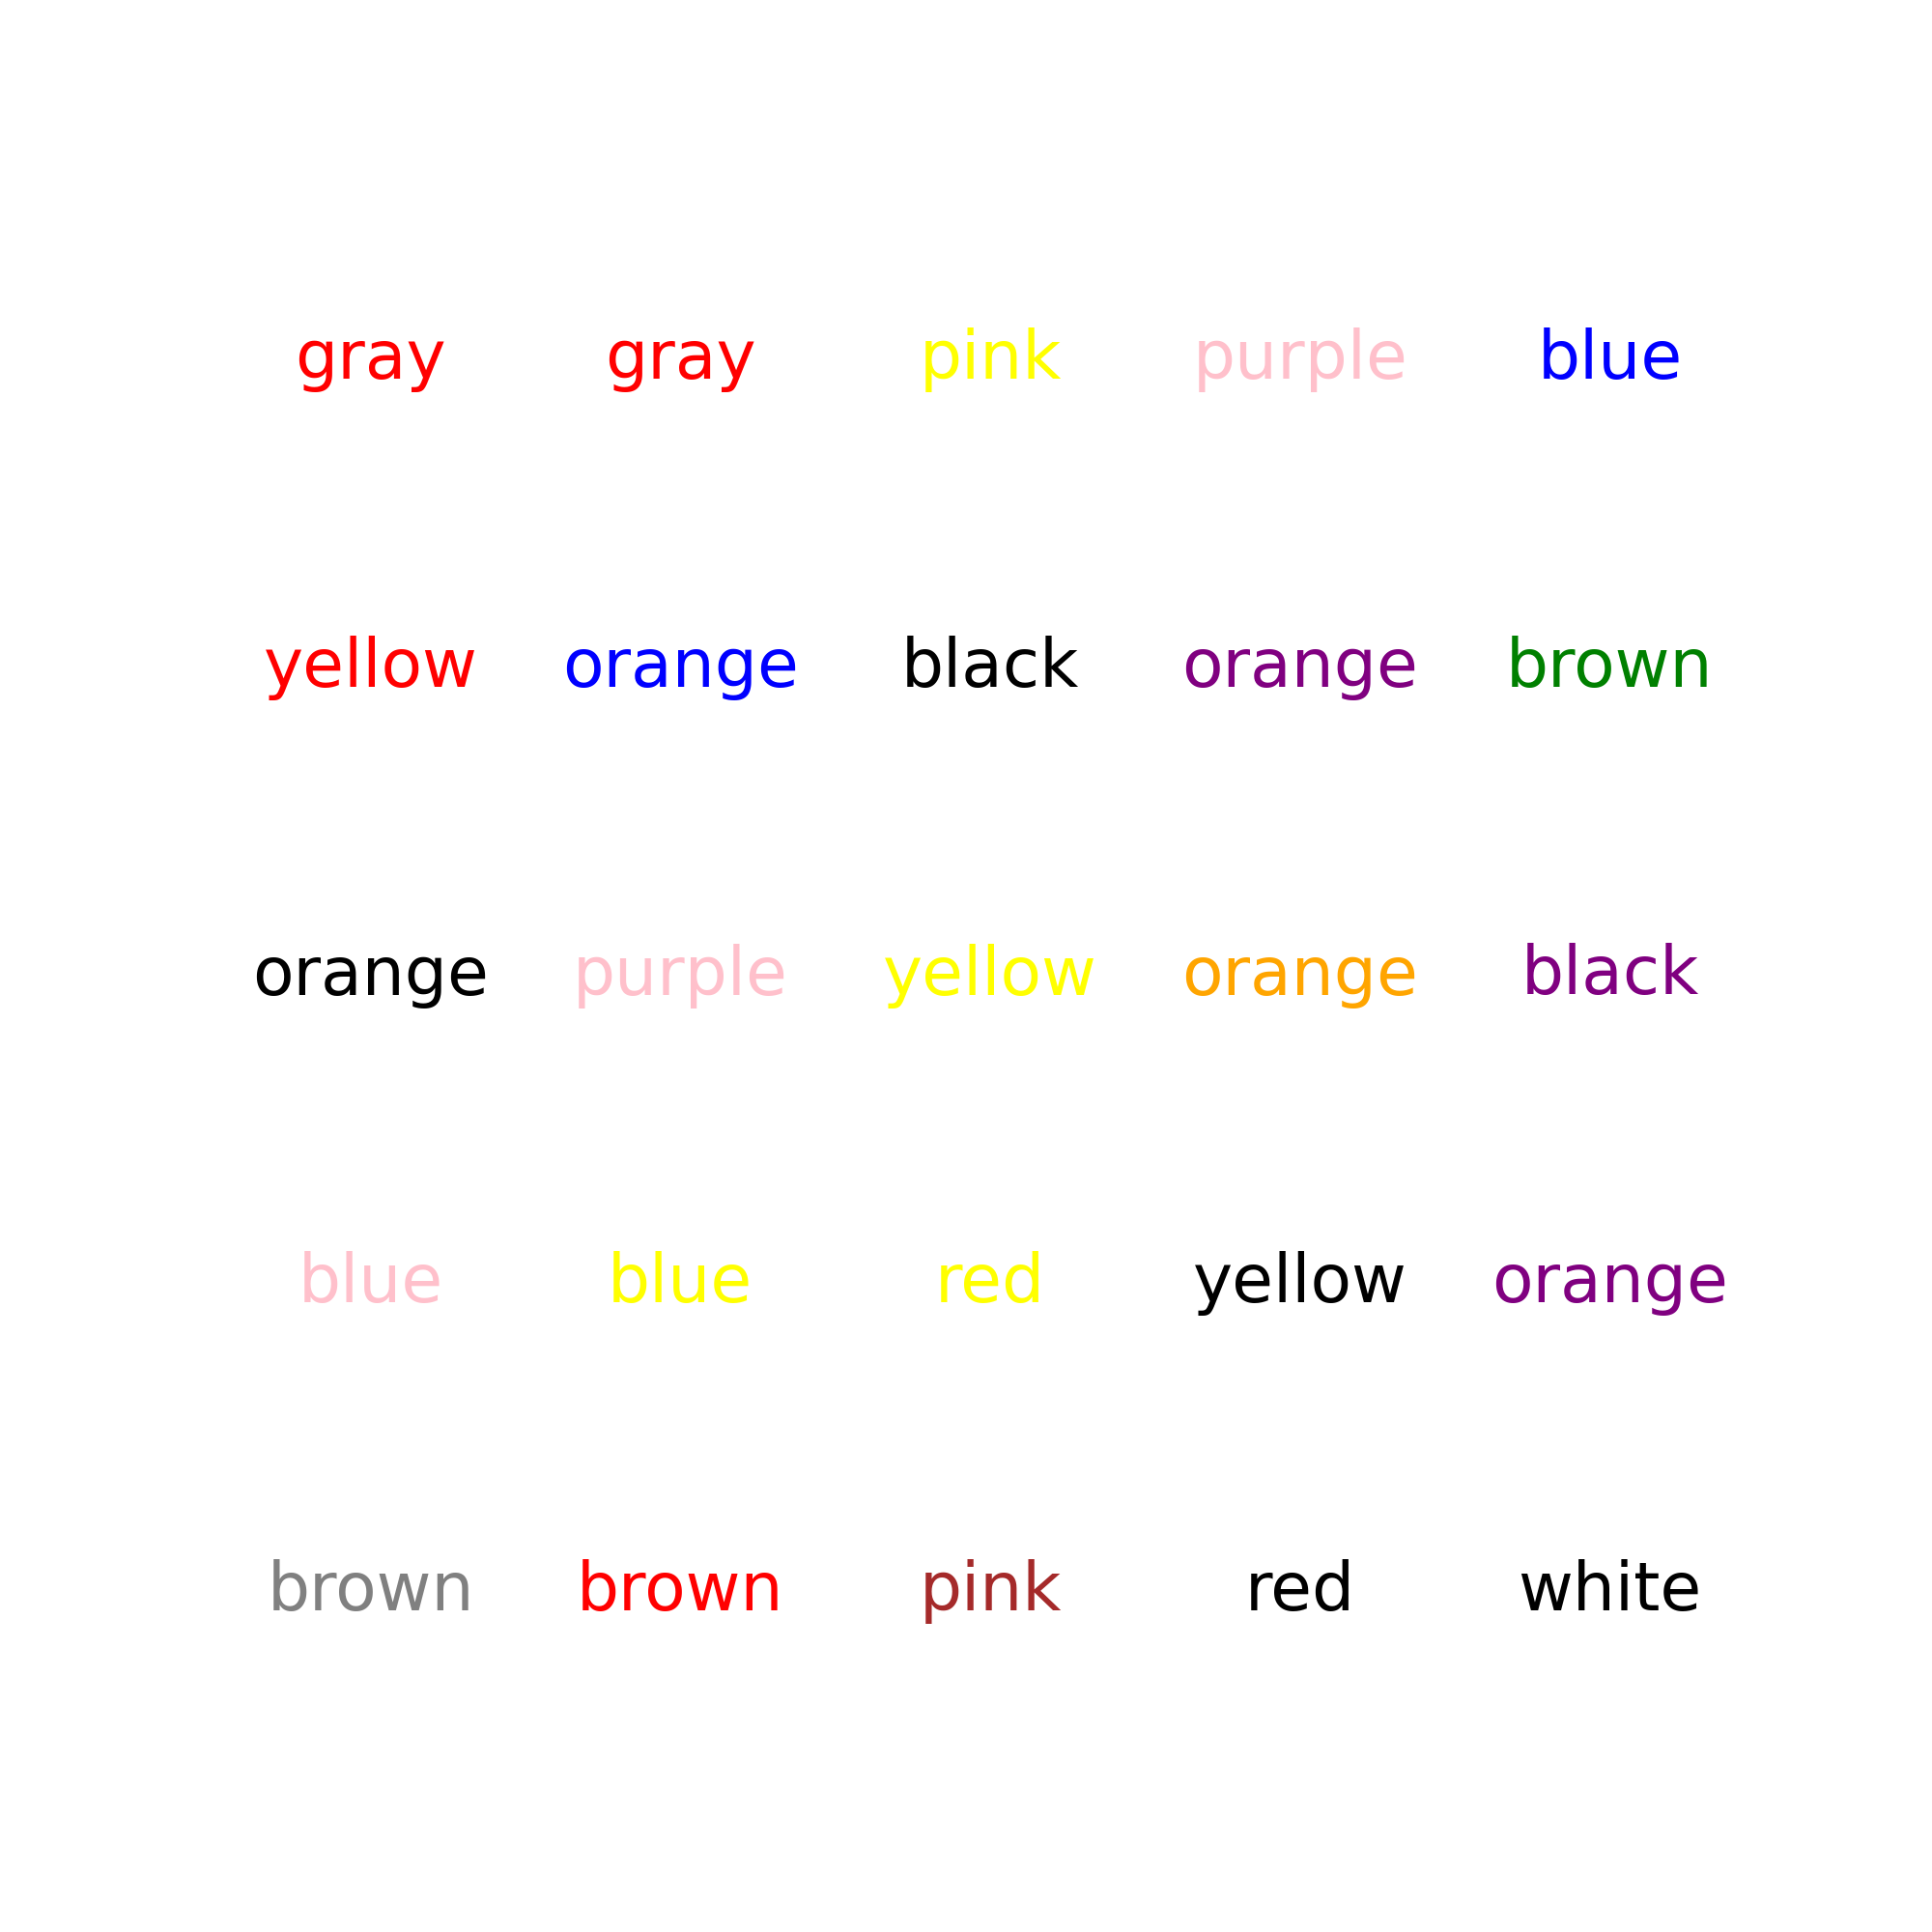 gray gray pink purple blue
yellow orange black orange brown
orange purple yellow orange black
blue blue red yellow orange
brown brown pink red white